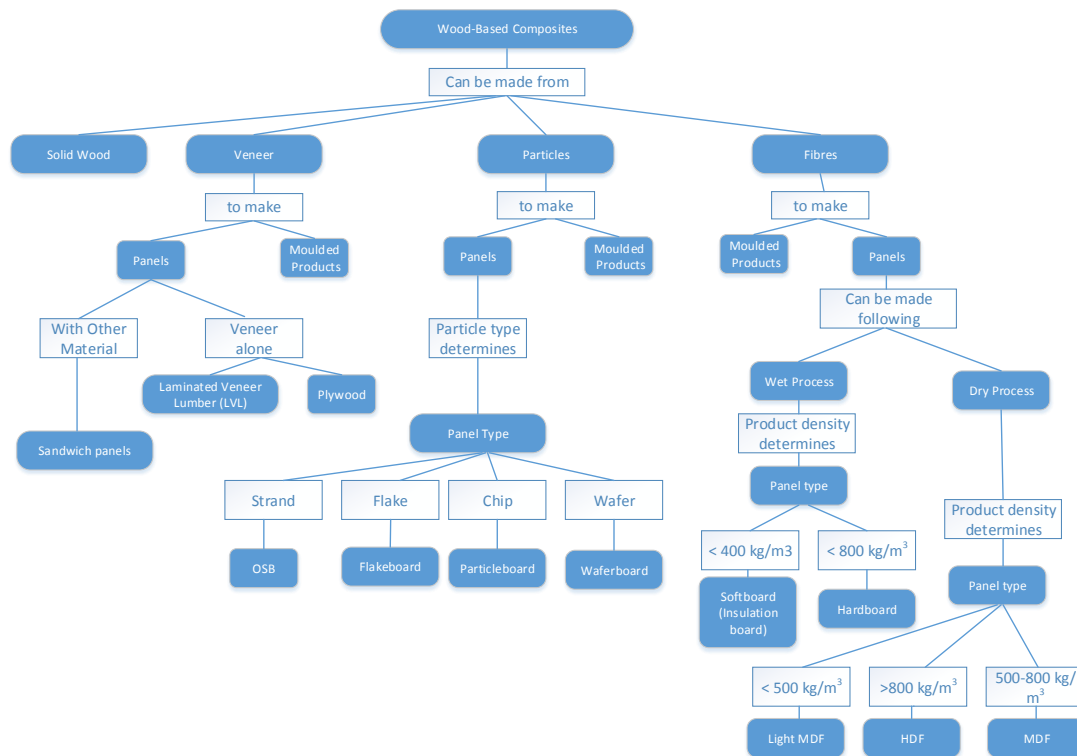 Wood-Based Composites
Can be made from
Solid Wood
Veneer
Particles
Fibres
to make
to make
to make
Panels
Moulded
Products
Panels
Moulded
Products
Moulded
Products
Panels
With Other
Material
Veneer
alone
Particle type
determines
Can be made
following
Laminated Veneer
Lumber (LVL)
Plywood
Wet Process
Dry Process
Sandwich panels
Panel Type
Product density
determines
Strand
Flake
Chip
Wafer
Panel type
Product density
determines
OSB
Flakeboard
Particleboard
Waferboard
< 400 kg/m3
< 800 kg/m³
Softboard
(Insulation
board)
Hardboard
Panel type
< 500 kg/m³
>800 kg/m³
500-800 kg/
m³
Light MDF
HDF
MDF